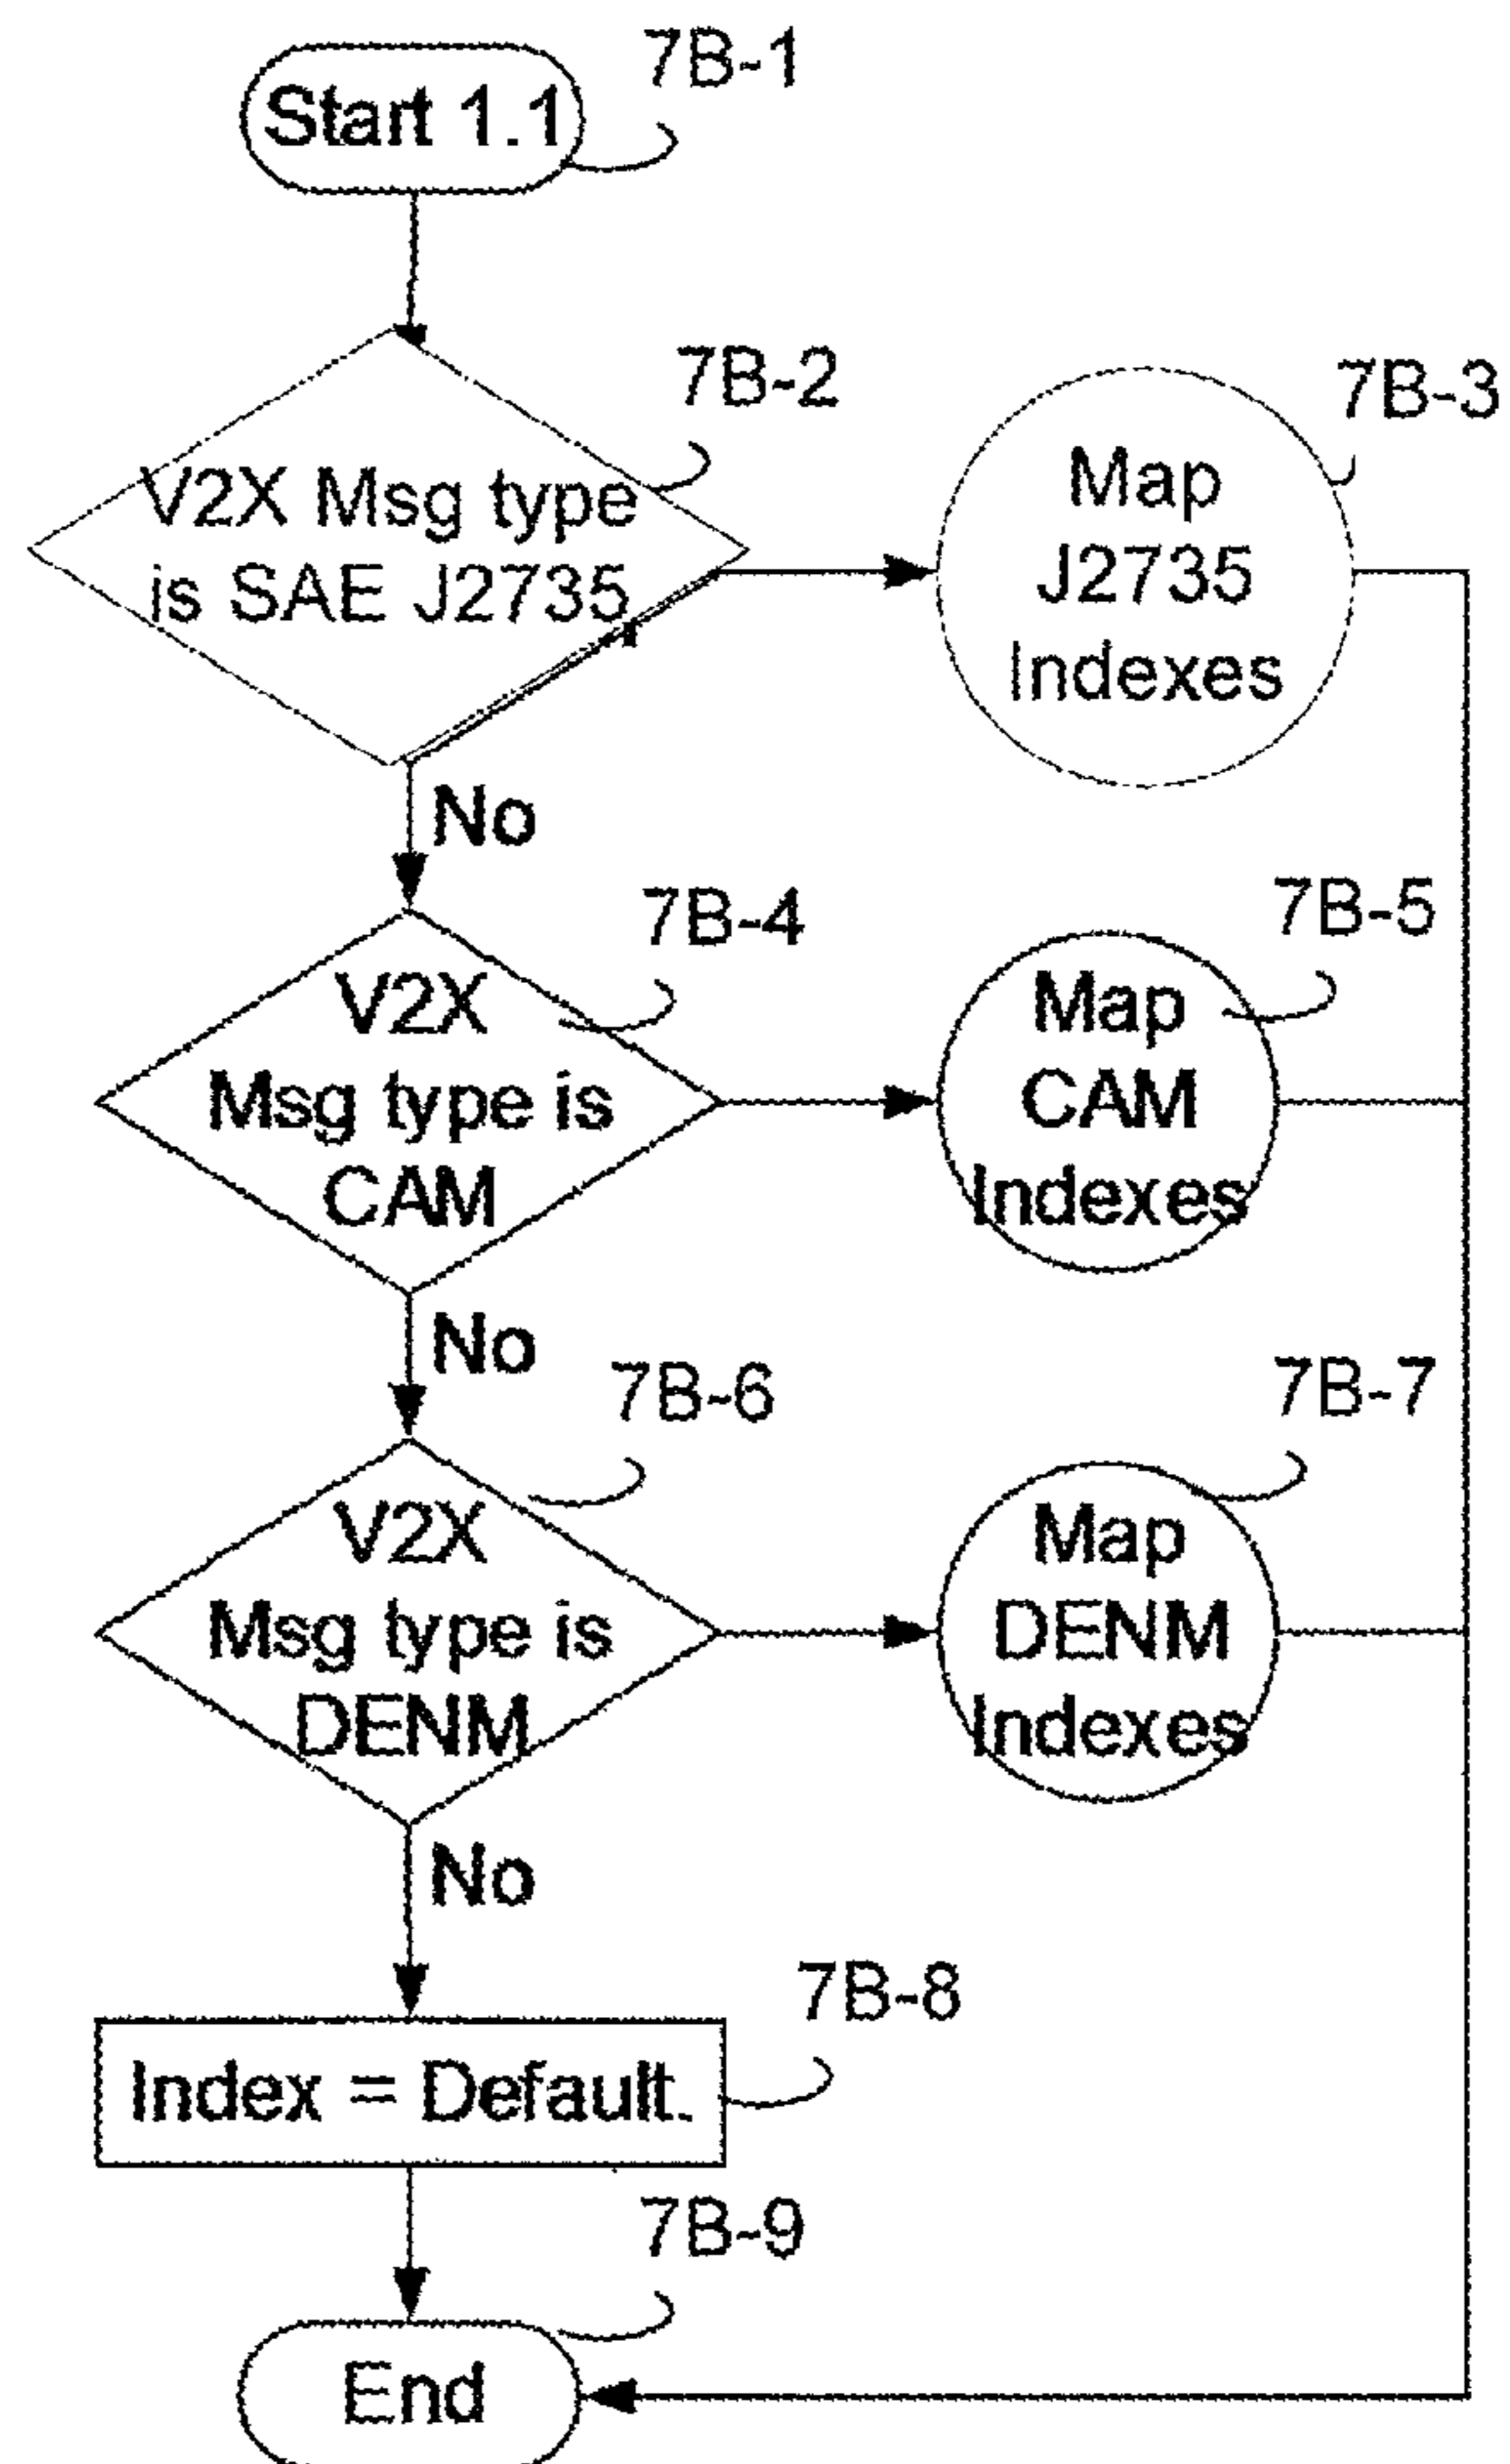 7B-1
Start 1.1
7B-2
V2X Msg type
is SAE J2735
7B-3
Map
J2735
Indexes
No
7B-4
V2X
Msg type is
CAM
7B-5
Map
CAM
Indexes
No
7B-6
V2X
Msg type is
DENM
7B-7
Map
DENM
Indexes
No
7B-8
Index = Default.
7B-9
End